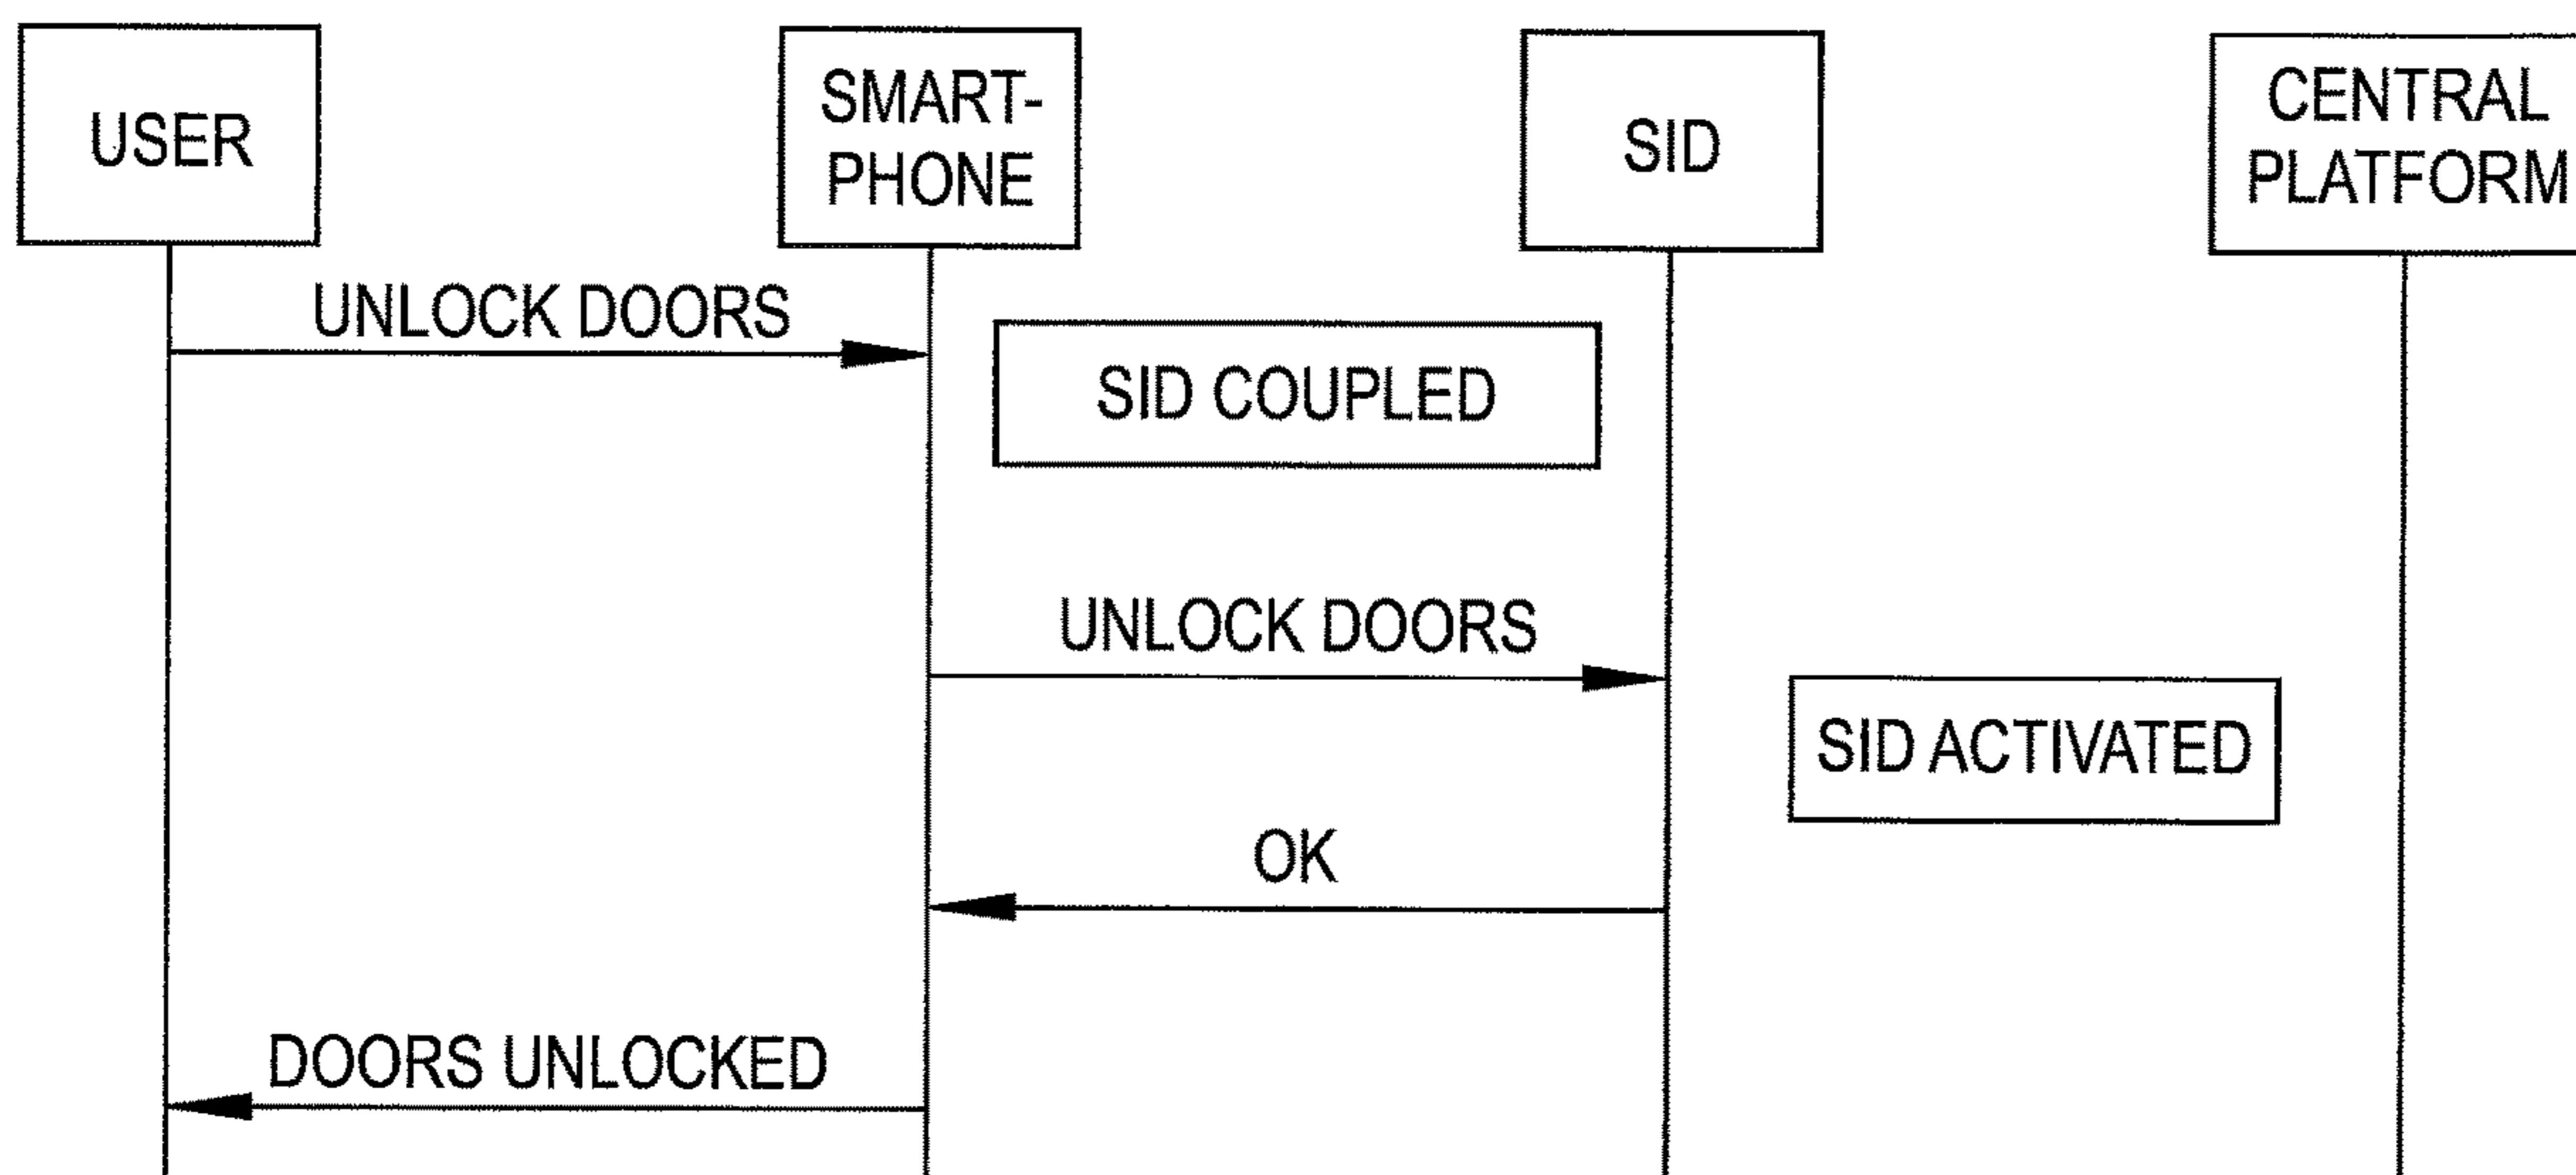 USER
SMART-
PHONE
SID
CENTRAL
PLATFORM
UNLOCK DOORS
SID COUPLED
UNLOCK DOORS
SID ACTIVATED
OK
DOORS UNLOCKED